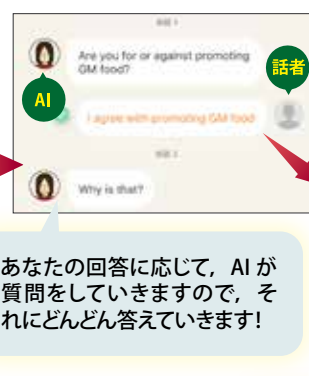 Are you for or against promoting
GM food?
AI
話者
I agree with promoting GM food
Why is that?
あなたの回答に応じて，AI が
質問をしていきますので，そ
れにどんどん答えていきます！